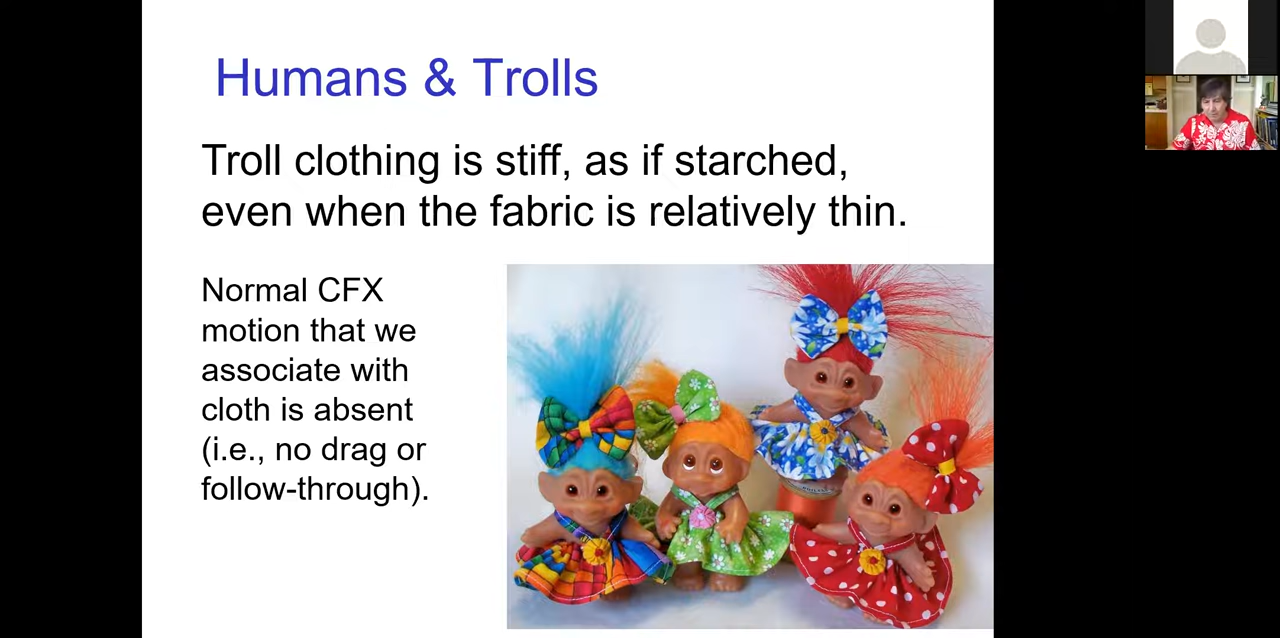 Humans & Trolls
Troll clothing is stiff, as if starched,
even when the fabric is relatively thin.
Normal CFX
motion that we
associate with
cloth is absent
(i.e., no drag or
follow-through).